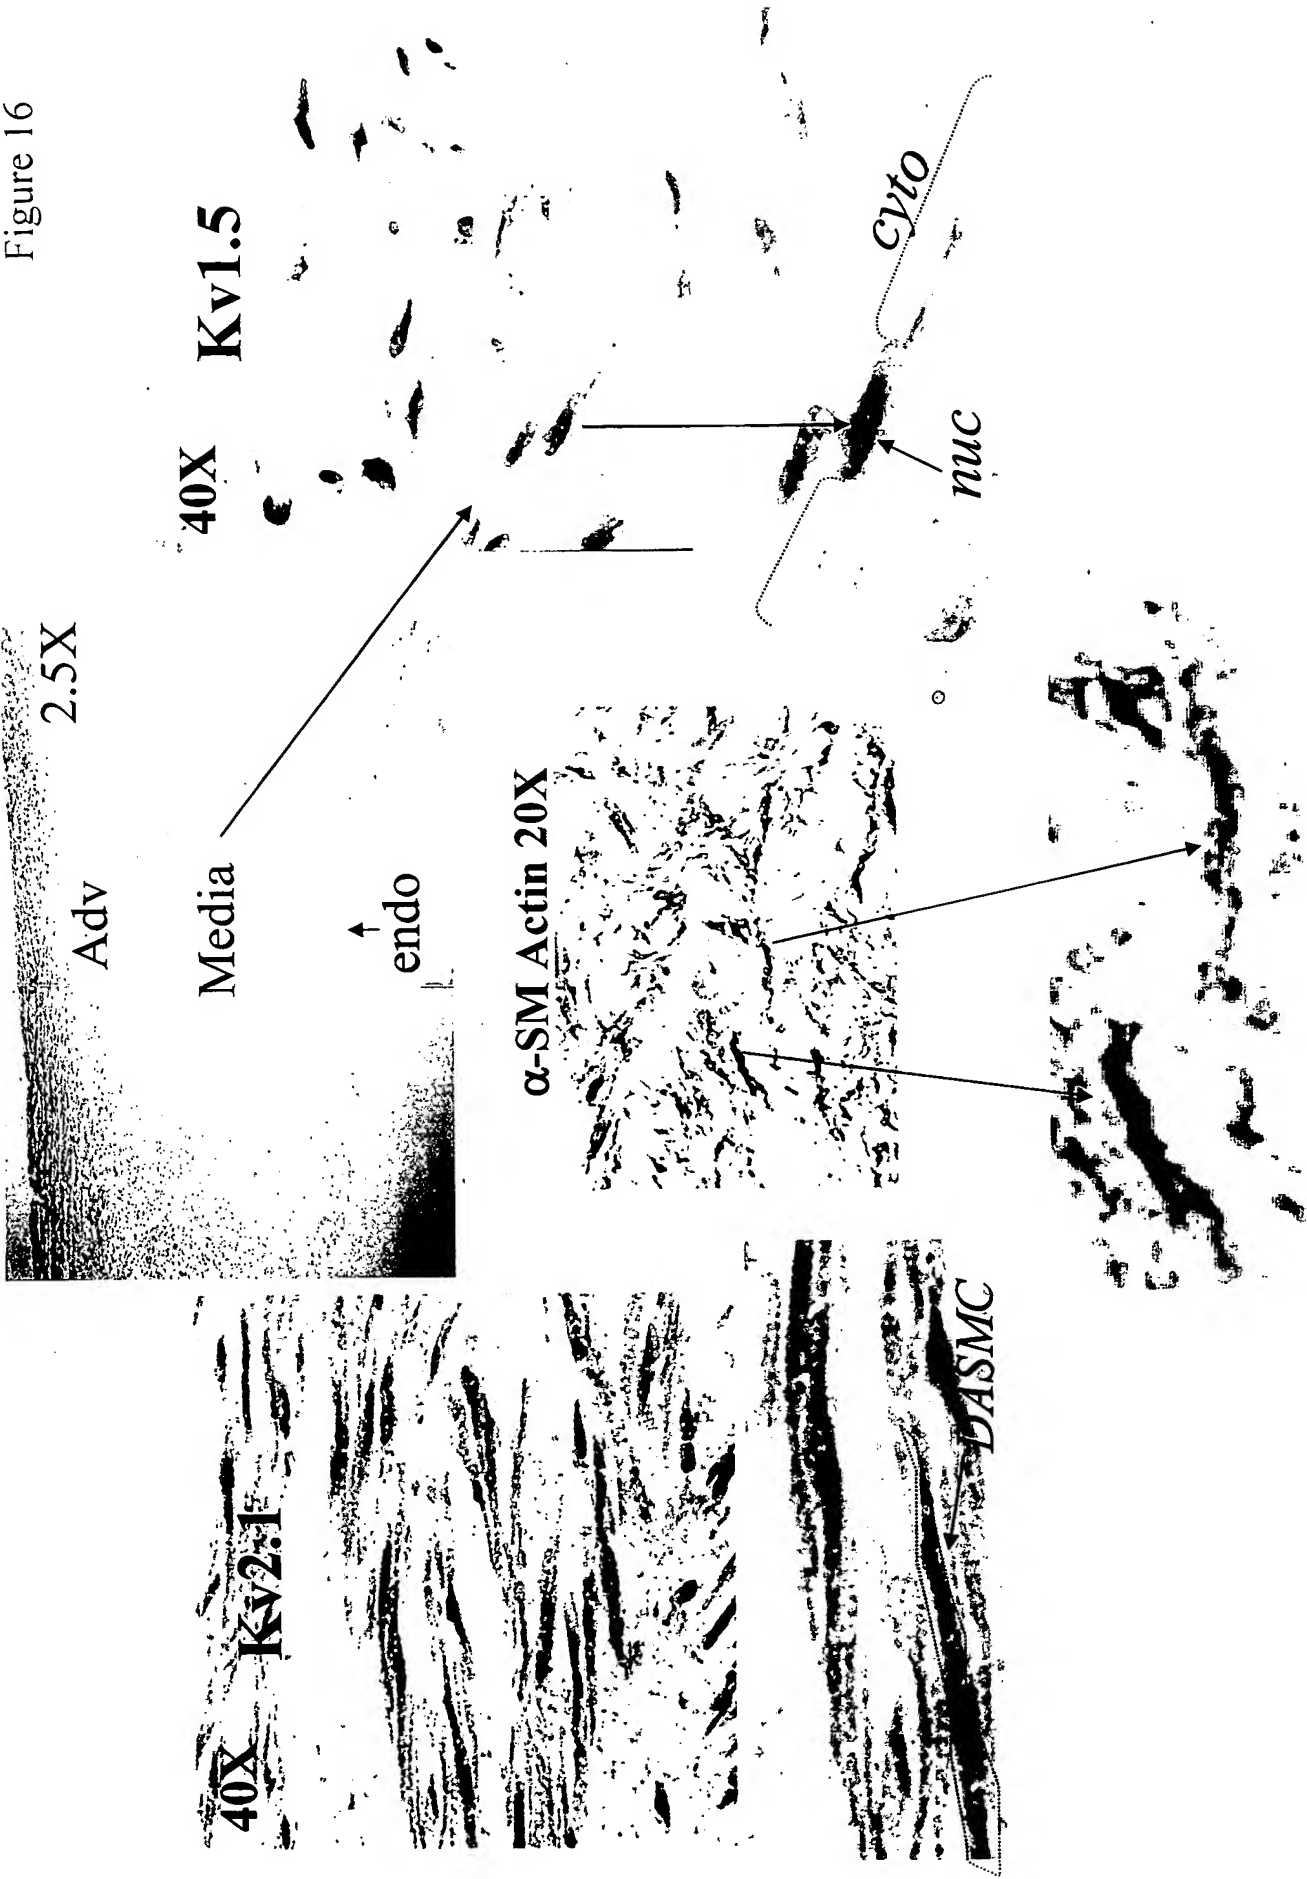 Figure 16
2.5X
Adv
Media
endo
40X
Kv1.5
cyto
nuc
40X
Kv2.1
DASMC
α-SM Actin 20X